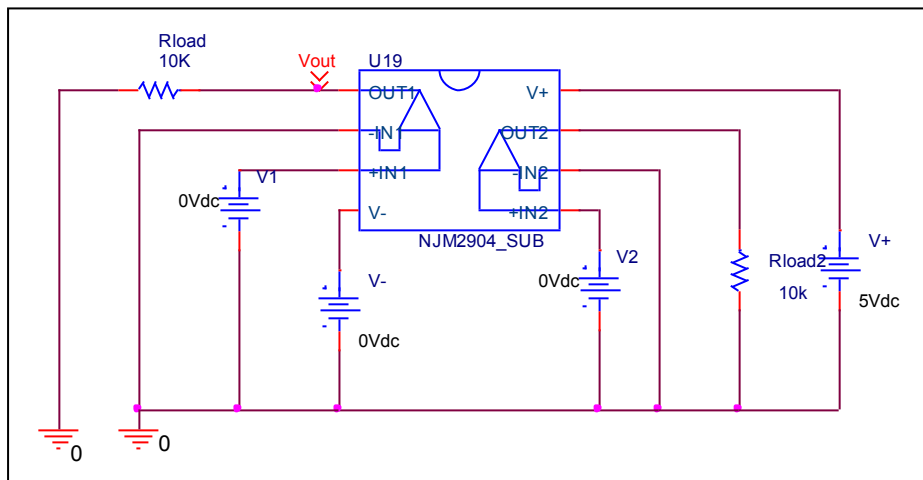 Rload
10K
Vout
U19
OUT1
-IN1
+IN1
V-
V+
OUT2
-IN2
+IN2
NJM2904_SUB
V1
0Vdc
V-
0Vdc
V2
0Vdc
Rload2
10k
V+
5Vdc
0
0